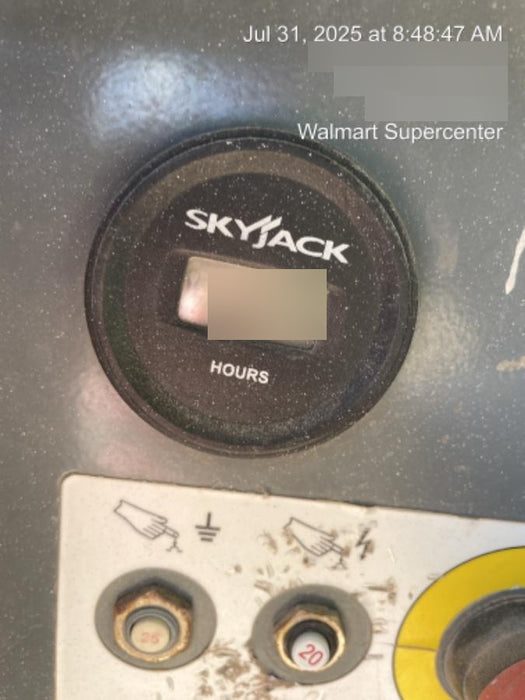 Jul 31, 2025 at 8:48:47 AM
Walmart Supercenter
SKYJACK
HOURS
25
20